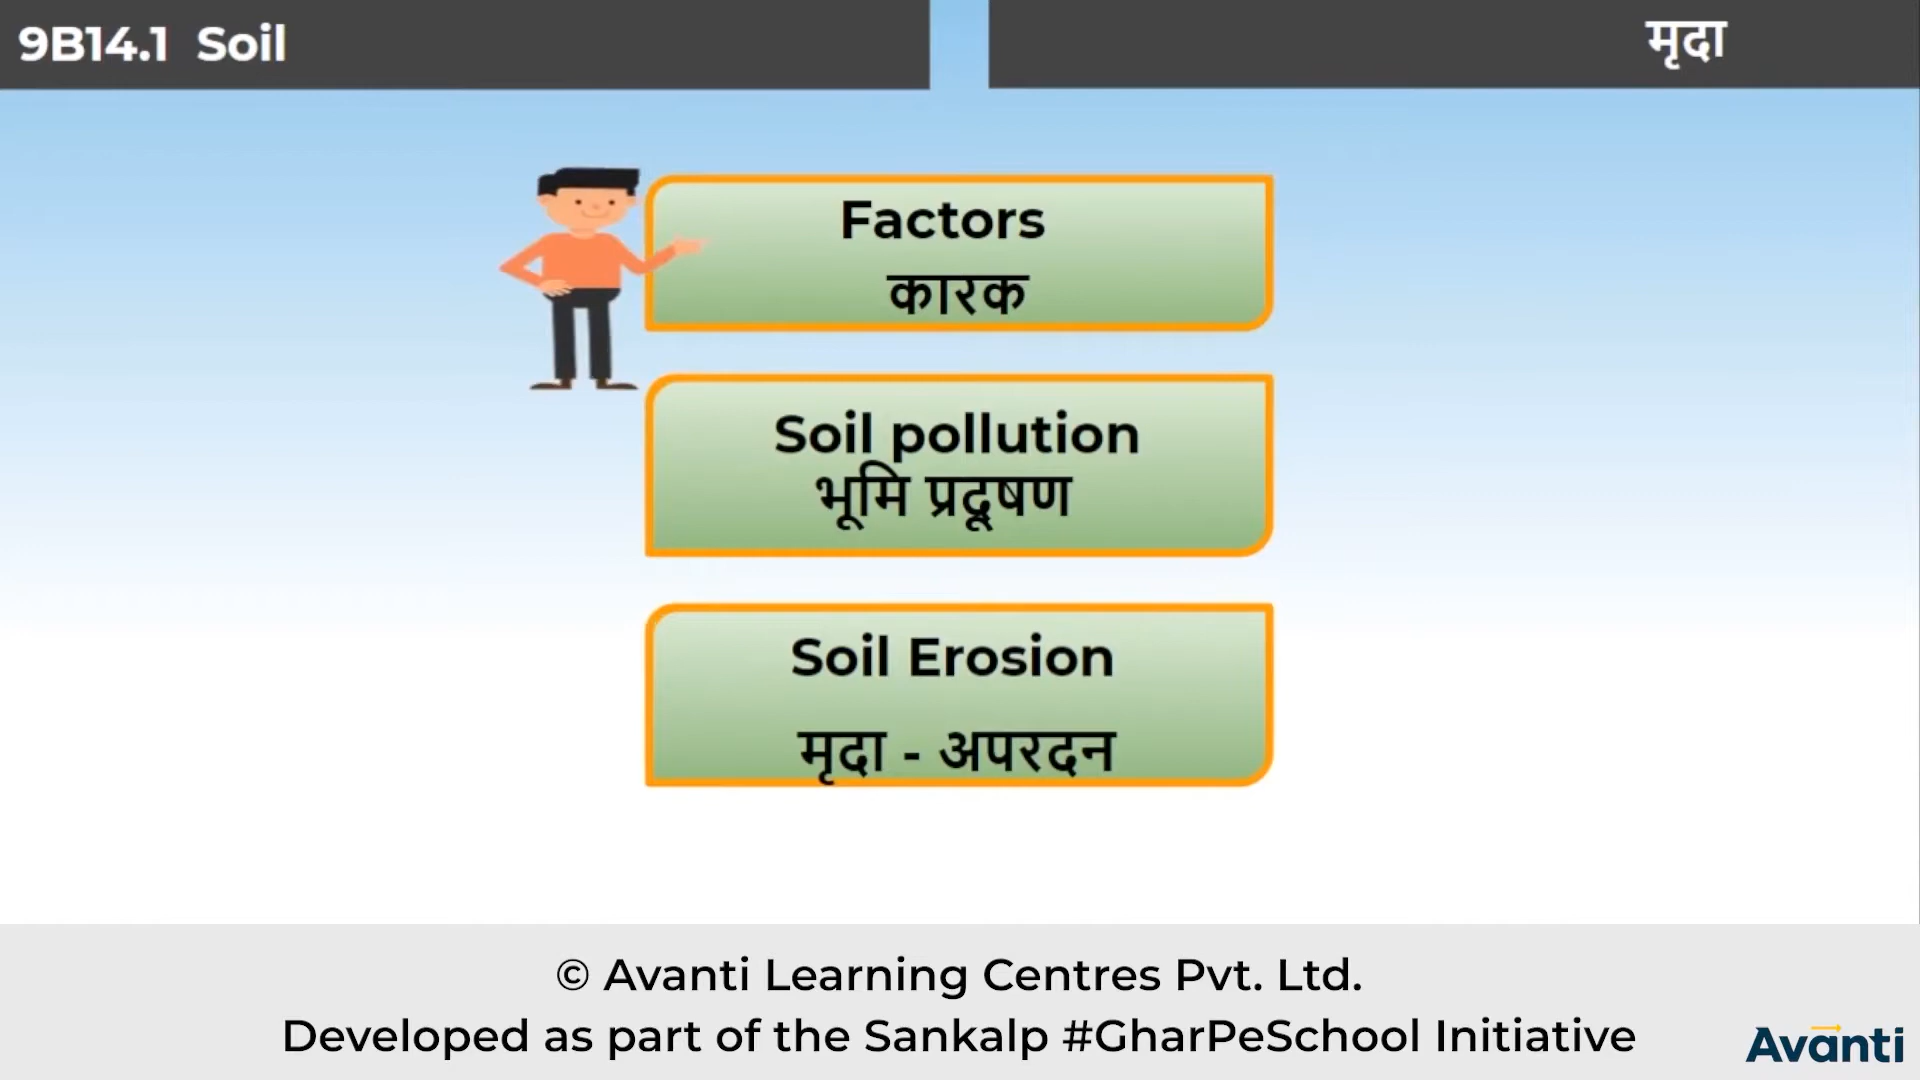 9B14.1 Soil
मृदा
Factors
कारक
Soil pollution
भूमि प्रदूषण
Soil Erosion
मृदा - अपरदन
© Avanti Learning Centres Pvt. Ltd.
Developed as part of the Sankalp #GharPeSchool Initiative
Avanti